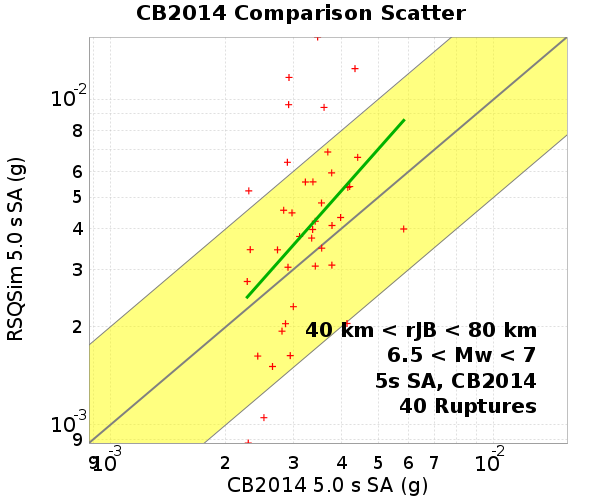 CB2014 Comparison Scatter
RSQSim 5.0 s SA (g)
10-2
8
6
5
4
3
2
10-3
9
40 km < rJB < 80 km
6.5 < Mw < 7
5s SA, CB2014
40 Ruptures
9 10-3 2 3 4 5 6 7 10-2
CB2014 5.0 s SA (g)